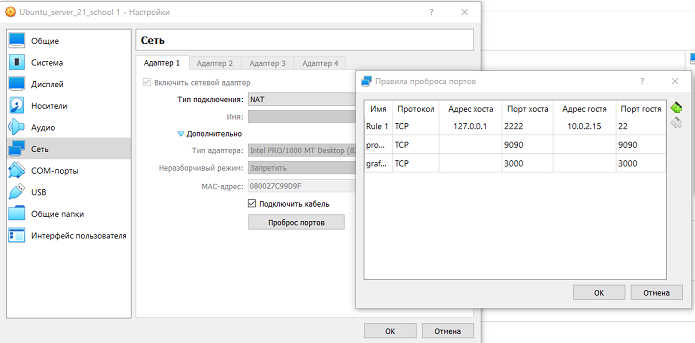 Ubuntu_server_21_school 1 - Настройки
?
Общие
Система
Дисплей
Носители
Аудио
Сеть
COM-порты
USB
Общие папки
Интерфейс пользователя
Сеть
Адаптер 1 Адаптер 2 Адаптер 3 Адаптер 4
Включить сетевой адаптер
Тип подключения: NAT
Имя:
Дополнительно
Тип адаптера: Intel PRO/1000 MT Desktop (82
Неразборчивый режим: Запретить
MAC-адрес: 080027C99D9F
Подключить кабель
Проброс портов
OK Отмена
Правила проброса портов ?
Имя Протокол Адрес хоста Порт хоста Адрес гостя Порт гостя
Rule 1 TCP 127.0.0.1 2222 10.0.2.15 22
pro... TCP 9090 9090
graf... TCP 3000 3000
OK Отмена